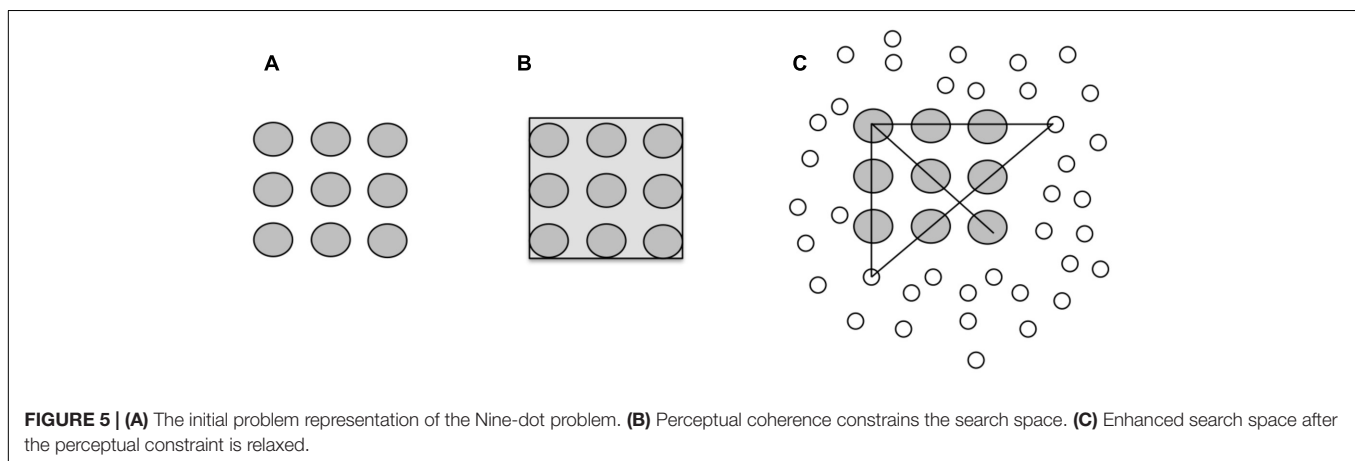 A B C
FIGURE 5 | (A) The initial problem representation of the Nine-dot problem. (B) Perceptual coherence constrains the search space. (C) Enhanced search space after
the perceptual constraint is relaxed.